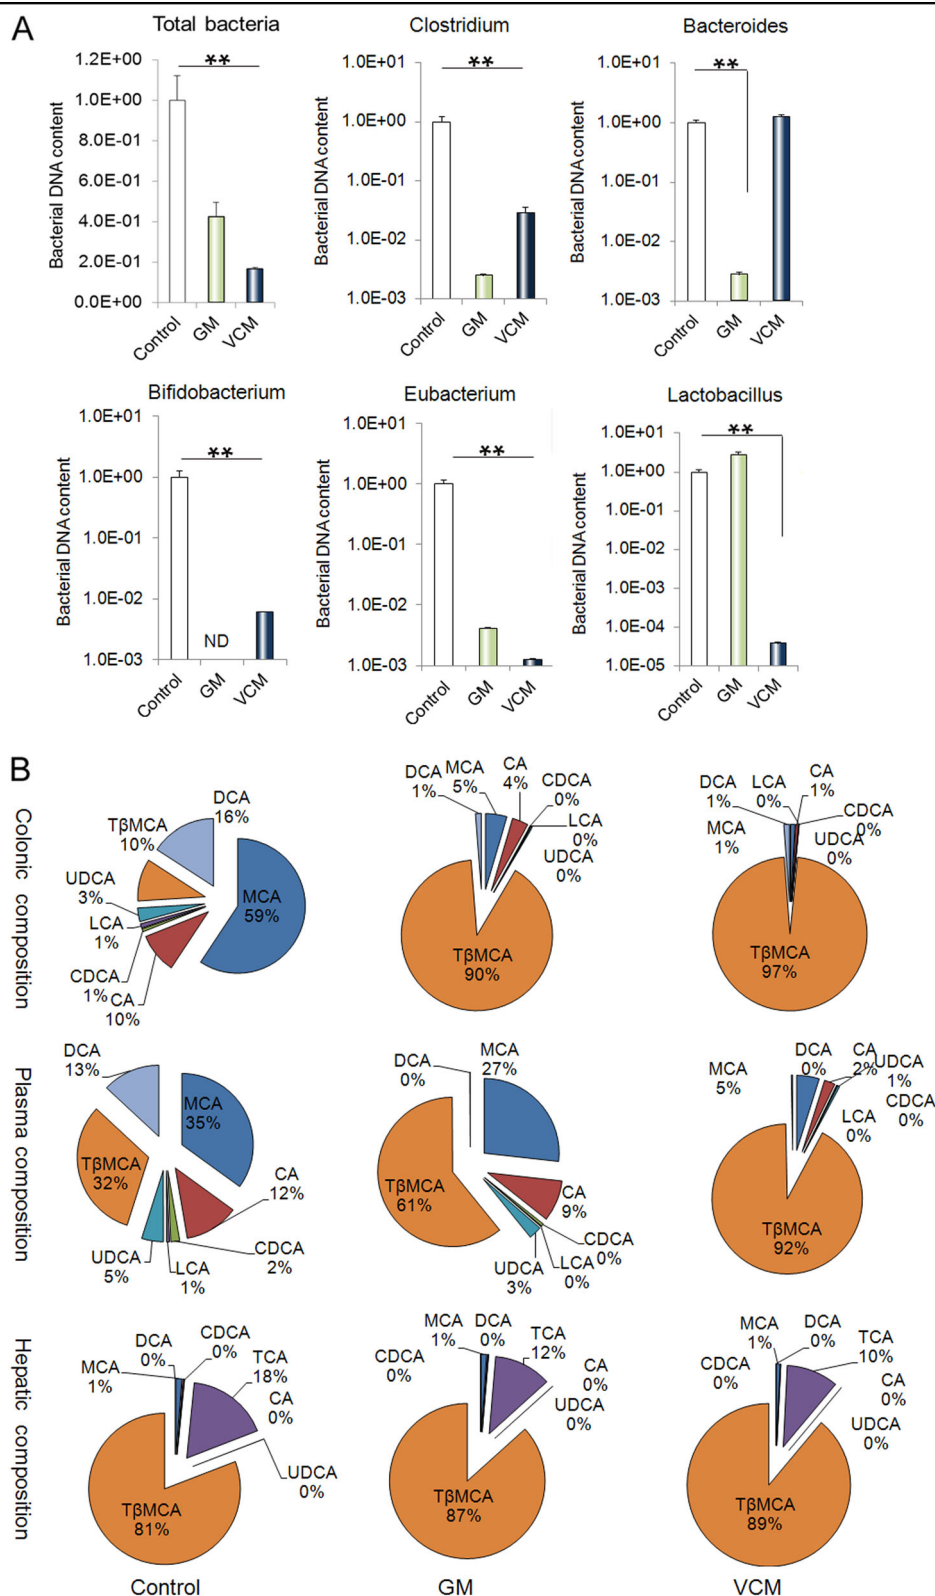 A
Total bacteria
Bacterial DNA content
1.2E+00
1.0E+00
8.0E-01
6.0E-01
4.0E-01
2.0E-01
0.0E+00
**
Control
GM
VCM
Clostridium
Bacterial DNA content
1.0E+01
1.0E+00
1.0E-01
1.0E-02
1.0E-03
**
Control
GM
VCM
Bacteroides
Bacterial DNA content
1.0E+01
1.0E+00
1.0E-01
1.0E-02
1.0E-03
**
Control
GM
VCM
Bifidobacterium
Bacterial DNA content
1.0E+01
1.0E+00
1.0E-01
1.0E-02
1.0E-03
**
ND
Control
GM
VCM
Eubacterium
Bacterial DNA content
1.0E+01
1.0E+00
1.0E-01
1.0E-02
1.0E-03
**
Control
GM
VCM
Lactobacillus
Bacterial DNA content
1.0E+01
1.0E+00
1.0E-01
1.0E-02
1.0E-03
1.0E-04
1.0E-05
**
Control
GM
VCM
B
Colonic composition
DCA
16%
TβMCA
10%
UDCA
3%
LCA
1%
CDCA
1%
CA
10%
MCA
59%
DCA
1%
MCA
5%
CA
4%
CDCA
0%
LCA
0%
UDCA
0%
TβMCA
90%
DCA
1%
LCA
0%
CA
1%
CDCA
0%
MCA
1%
UDCA
0%
TβMCA
97%
Plasma composition
DCA
13%
MCA
35%
TβMCA
32%
CA
12%
UDCA
5%
LCA
1%
CDCA
2%
DCA
0%
MCA
27%
TβMCA
61%
CA
9%
CDCA
0%
UDCA
3%
LCA
0%
MCA
5%
DCA
0%
CA
2%
UDCA
1%
CDCA
0%
LCA
0%
TβMCA
92%
Hepatic composition
MCA
1%
DCA
0%
CDCA
0%
TCA
18%
CA
0%
UDCA
0%
TβMCA
81%
CDCA
0%
MCA
1%
DCA
0%
TCA
12%
CA
0%
UDCA
0%
TβMCA
87%
CDCA
0%
MCA
1%
DCA
0%
TCA
10%
CA
0%
UDCA
0%
TβMCA
89%
Control
GM
VCM